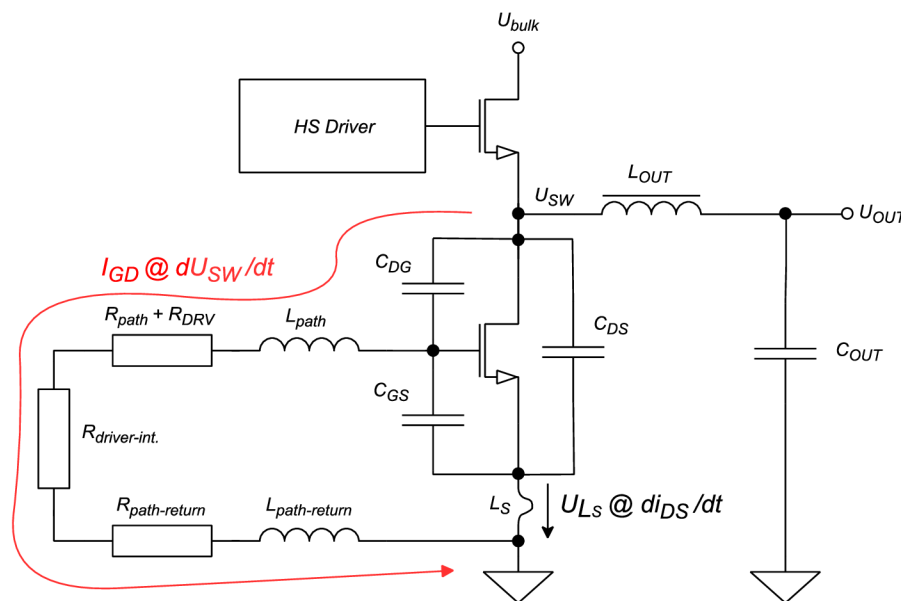 U_bulk
HS Driver
L_OUT
U_SW
U_OUT
I_GD @ dU_SW/dt
C_DG
R_path + R_DRV
L_path
C_DS
C_OUT
C_GS
R_driver-int.
R_path-return
L_path-return
L_S
U_LS @ di_DS/dt